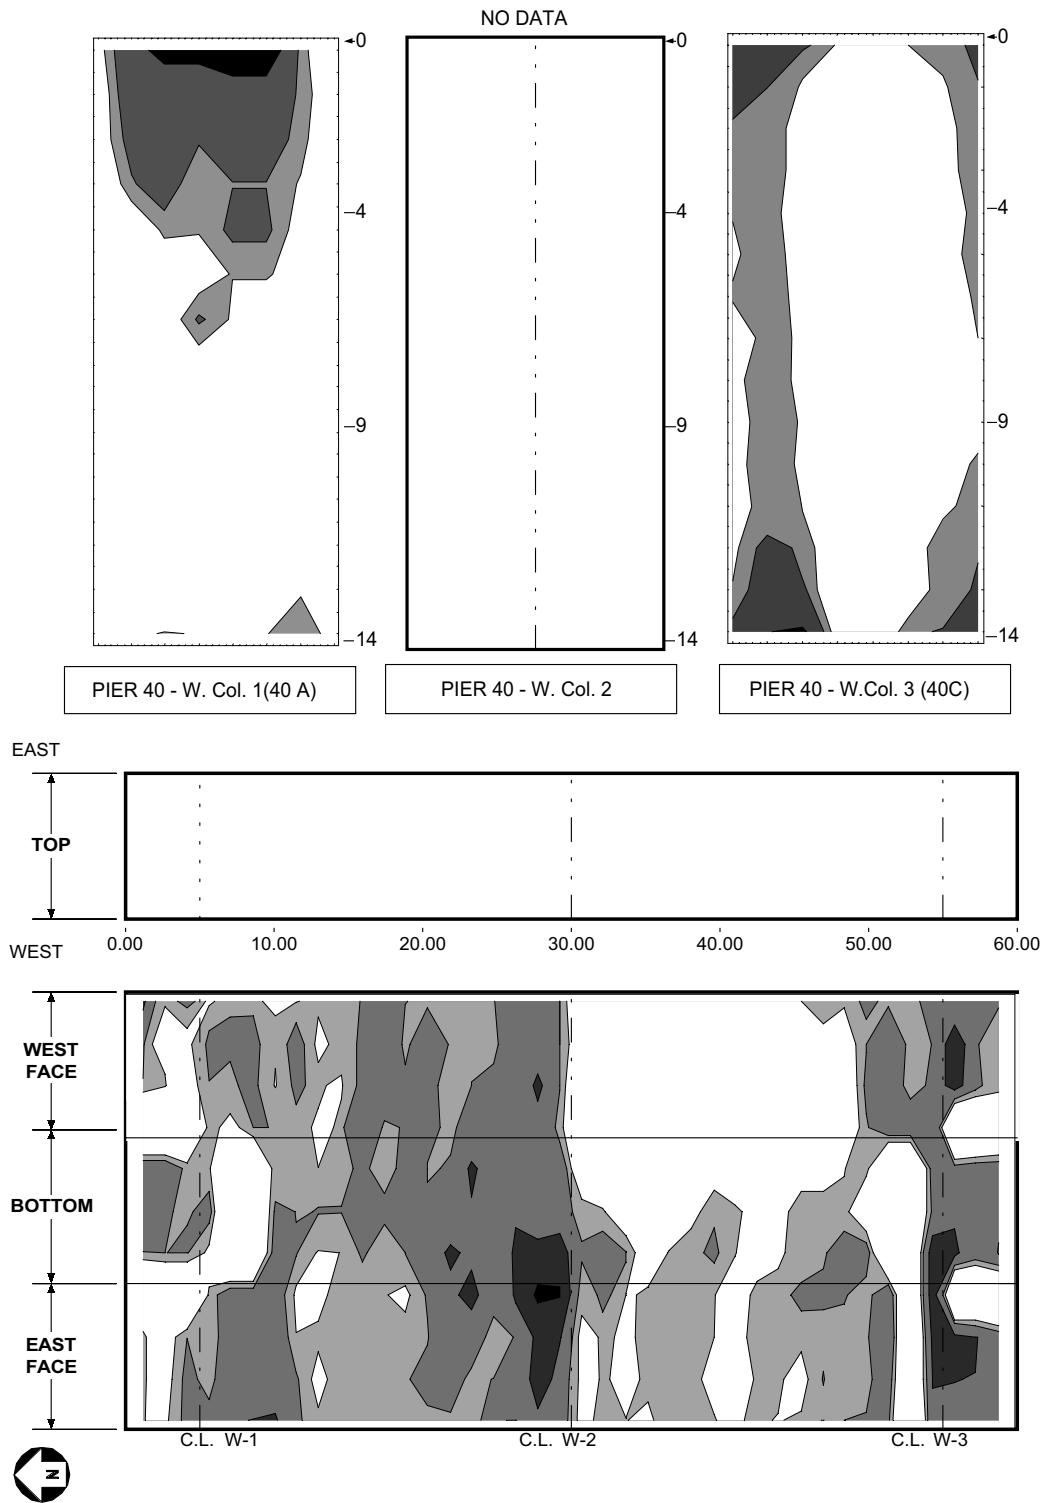 NO DATA
0
0
0
–4
–4
–4
–9
–9
–9
–14
–14
–14
PIER 40 - W. Col. 1(40 A)
PIER 40 - W. Col. 2
PIER 40 - W.Col. 3 (40C)
EAST
TOP
WEST
0.00
10.00
20.00
30.00
40.00
50.00
60.00
WEST
FACE
BOTTOM
EAST
FACE
C.L. W-1
C.L. W-2
C.L. W-3
N